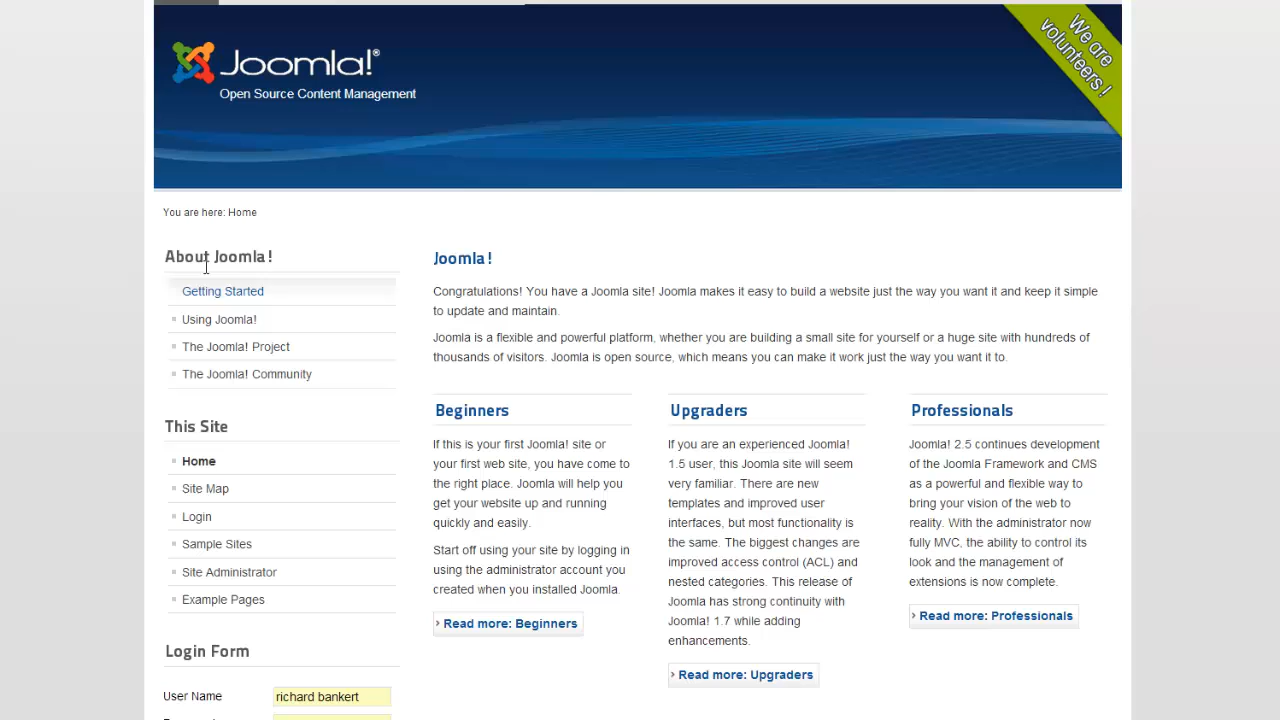 Joomla!®
Open Source Content Management
We are
volunteers!
You are here: Home
About Joomla!
Getting Started
Using Joomla!
The Joomla! Project
The Joomla! Community
This Site
Home
Site Map
Login
Sample Sites
Site Administrator
Example Pages
Login Form
User Name
richard bankert
Joomla!
Congratulations! You have a Joomla site! Joomla makes it easy to build a website just the way you want it and keep it simple
to update and maintain.
Joomla is a flexible and powerful platform, whether you are building a small site for yourself or a huge site with hundreds of
thousands of visitors. Joomla is open source, which means you can make it work just the way you want it to.
Beginners
If this is your first Joomla! site or
your first web site, you have come to
the right place. Joomla will help you
get your website up and running
quickly and easily.
Start off using your site by logging in
using the administrator account you
created when you installed Joomla.
Read more: Beginners
Upgraders
If you are an experienced Joomla!
1.5 user, this Joomla site will seem
very familiar. There are new
templates and improved user
interfaces, but most functionality is
the same. The biggest changes are
improved access control (ACL) and
nested categories. This release of
Joomla has strong continuity with
Joomla! 1.7 while adding
enhancements.
Read more: Upgraders
Professionals
Joomla! 2.5 continues development
of the Joomla Framework and CMS
as a powerful and flexible way to
bring your vision of the web to
reality. With the administrator now
fully MVC, the ability to control its
look and the management of
extensions is now complete.
Read more: Professionals